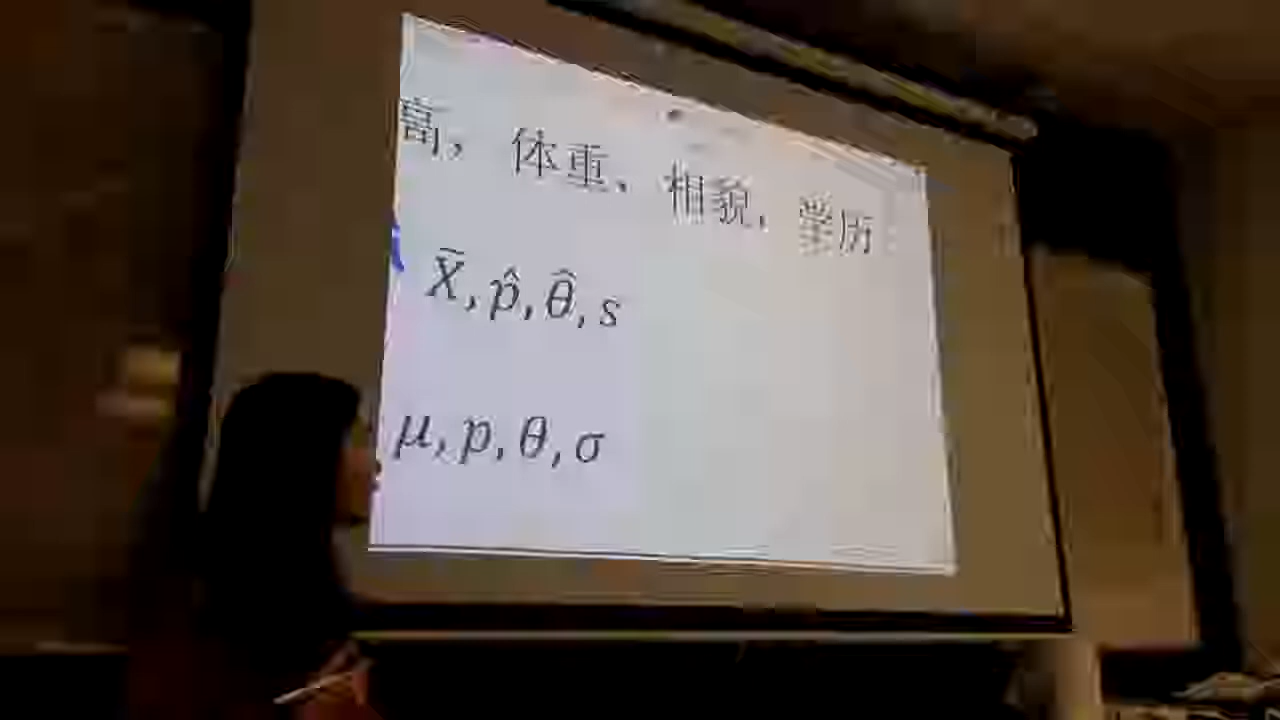 高，体重、相貌，学历
X̄, p̂, θ̂, s
μ, p, θ, σ